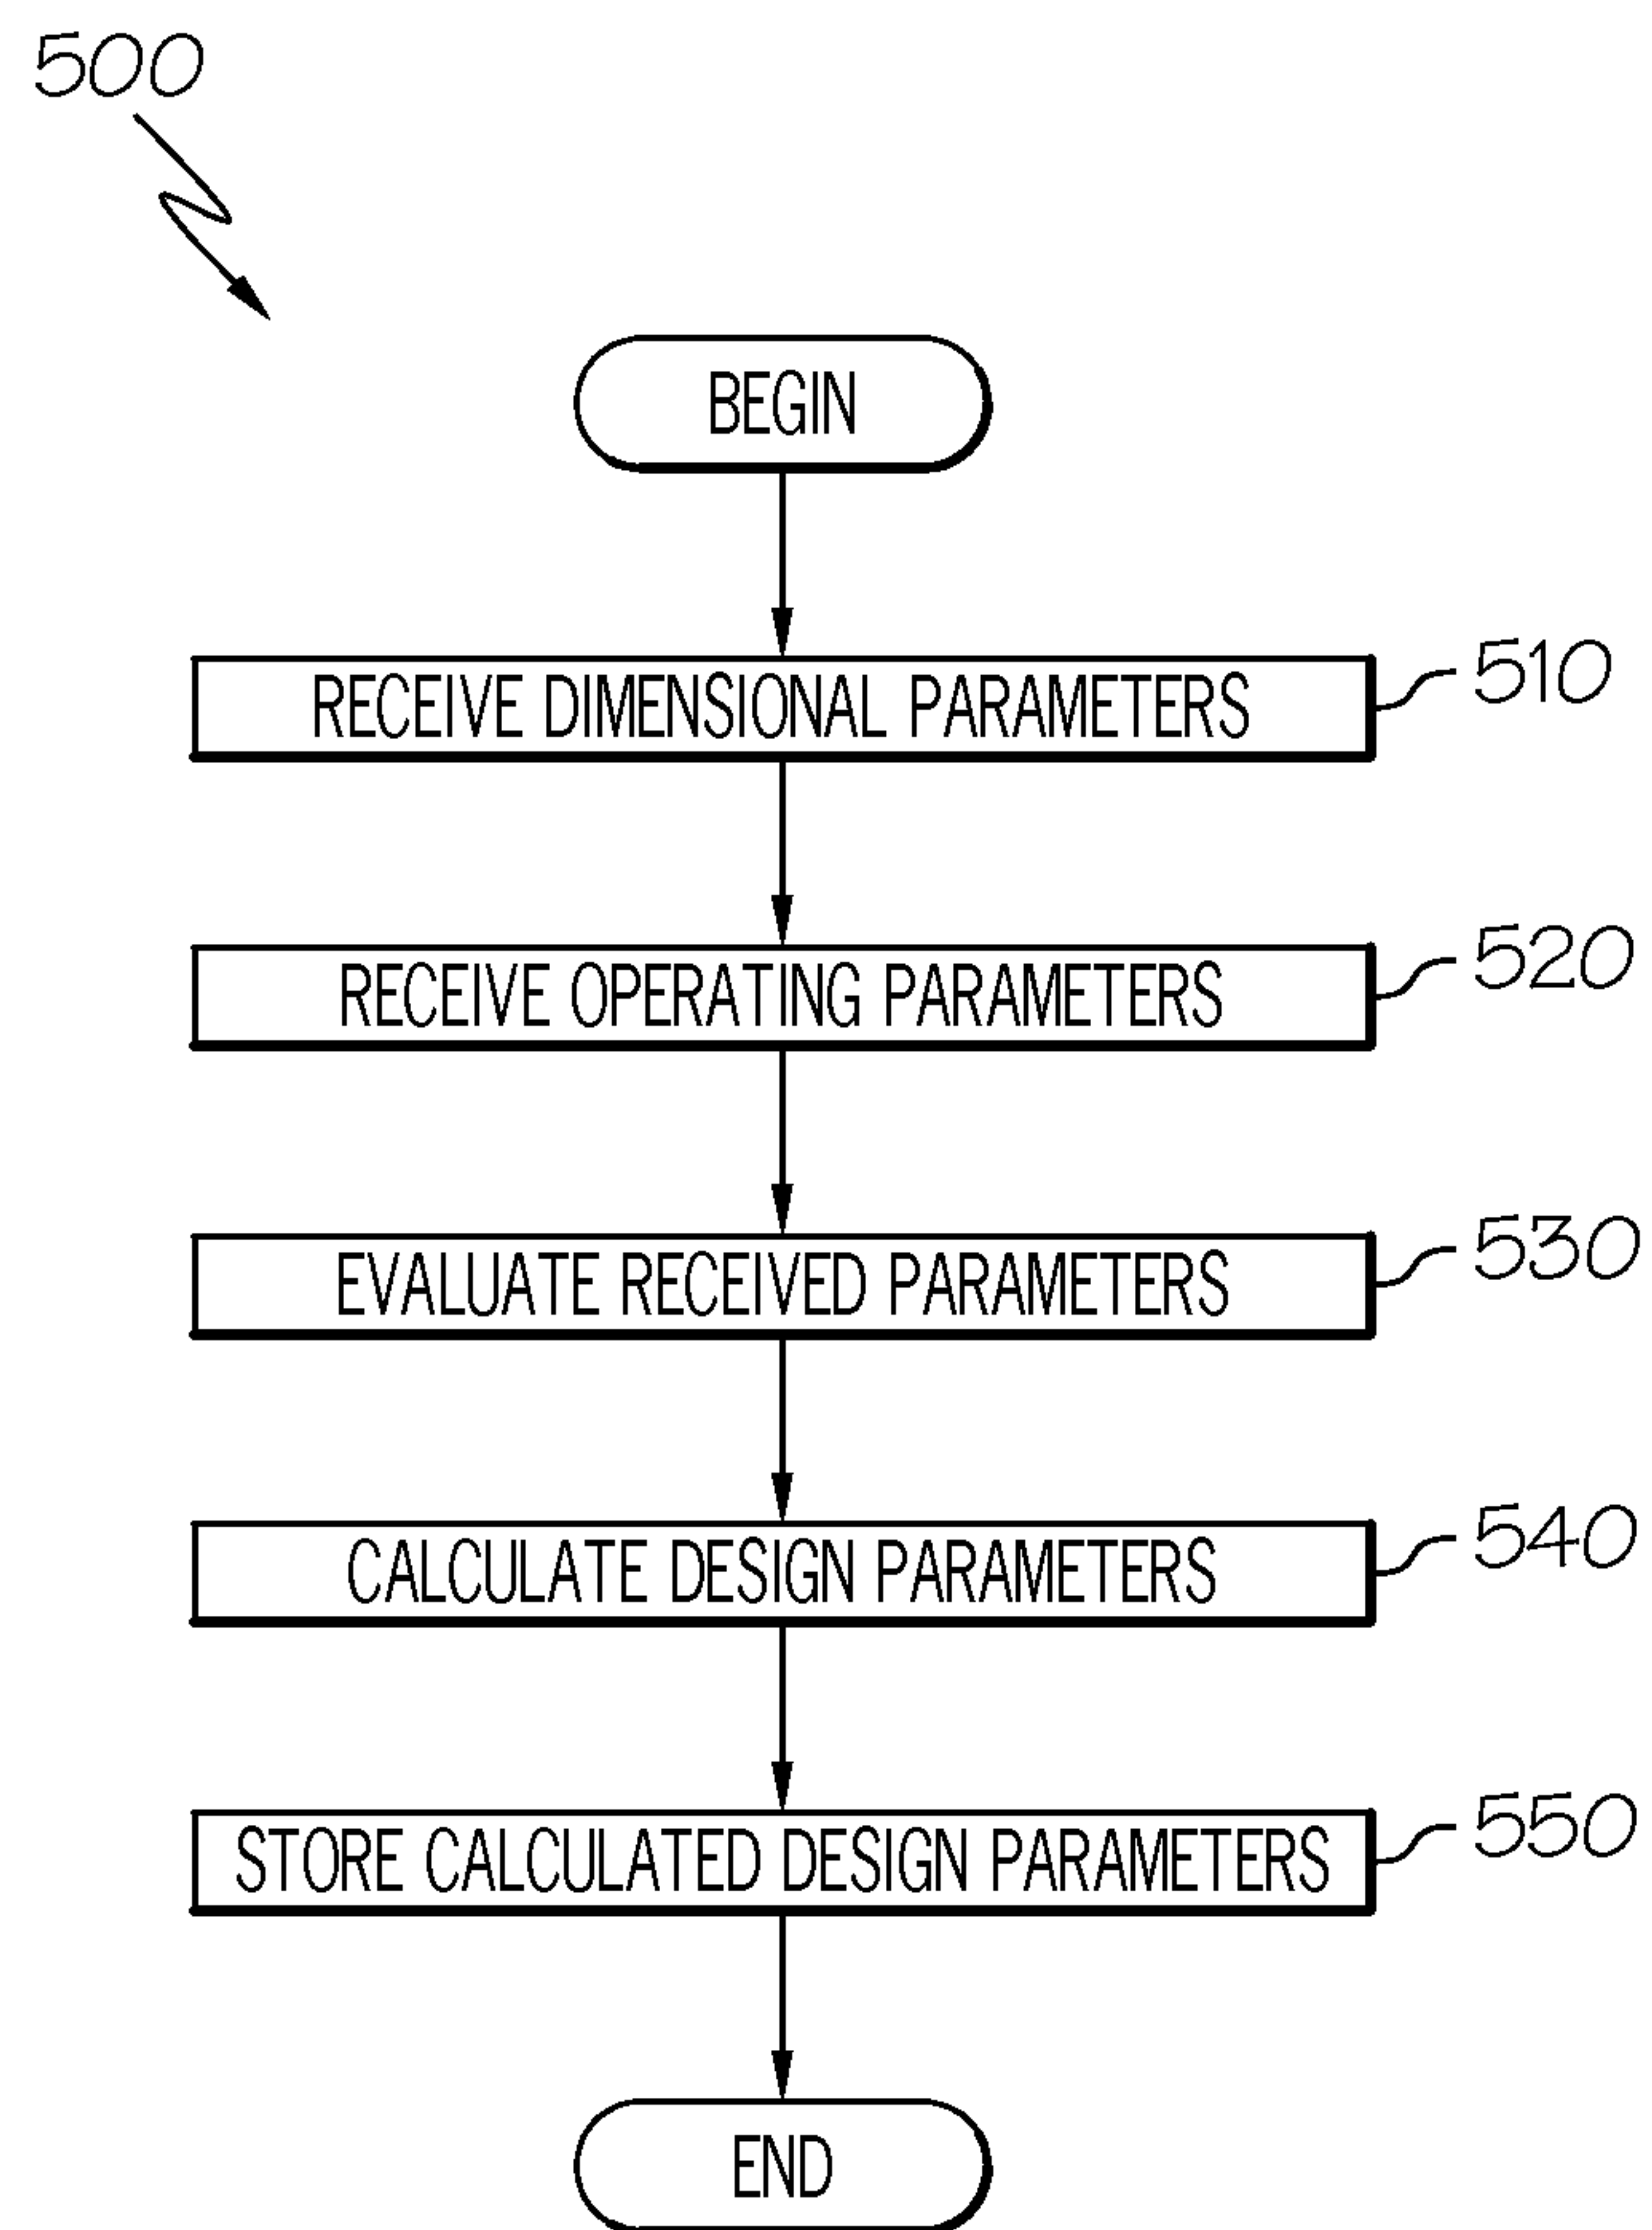 500
BEGIN
RECEIVE DIMENSIONAL PARAMETERS
510
RECEIVE OPERATING PARAMETERS
520
EVALUATE RECEIVED PARAMETERS
530
CALCULATE DESIGN PARAMETERS
540
STORE CALCULATED DESIGN PARAMETERS
550
END